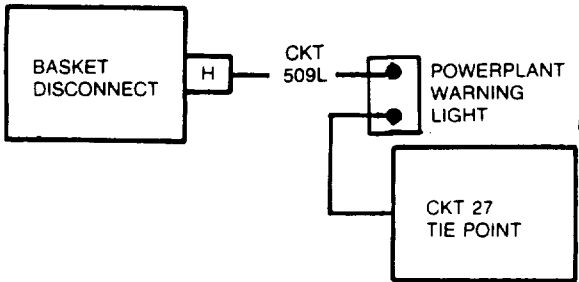 BASKET
DISCONNECT
H
CKT
509L
POWERPLANT
WARNING
LIGHT
CKT 27
TIE POINT